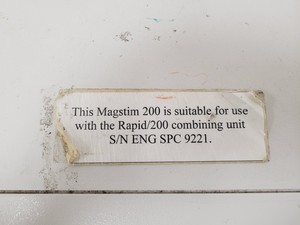 This Magstim 200 is suitable for use
with the Rapid/200 combining unit
S/N ENG SPC 9221.